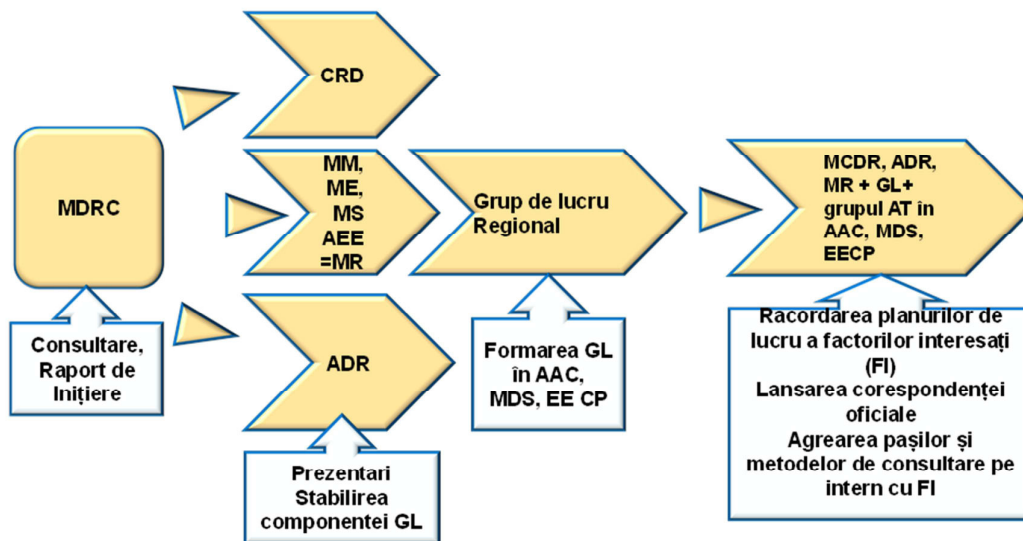 CRD
MDRC
MM,
ME,
MS
AEE
=MR
Grup de lucru
Regional
MCDR, ADR,
MR + GL+
grupul AT în
AAC, MDS,
EECP
Consultare,
Raport de
Inițiere
ADR
Prezentari
Stabilirea
componentei GL
Formarea GL
în AAC,
MDS, EE CP
Racordarea planurilor de
lucru a factorilor interesați
(FI)
Lansarea corespondenței
oficiale
Agrearea pașilor și
metodelor de consultare pe
intern cu FI